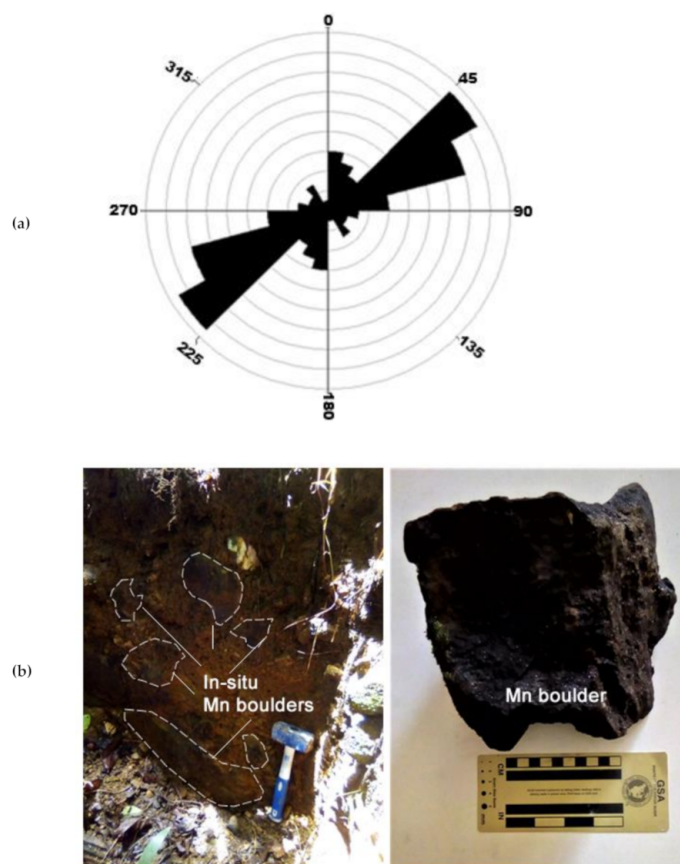 (a)
0
315
45
270
90
225
135
180
(b)
In-situ
Mn boulders
Mn boulder
CM
GSA
IN